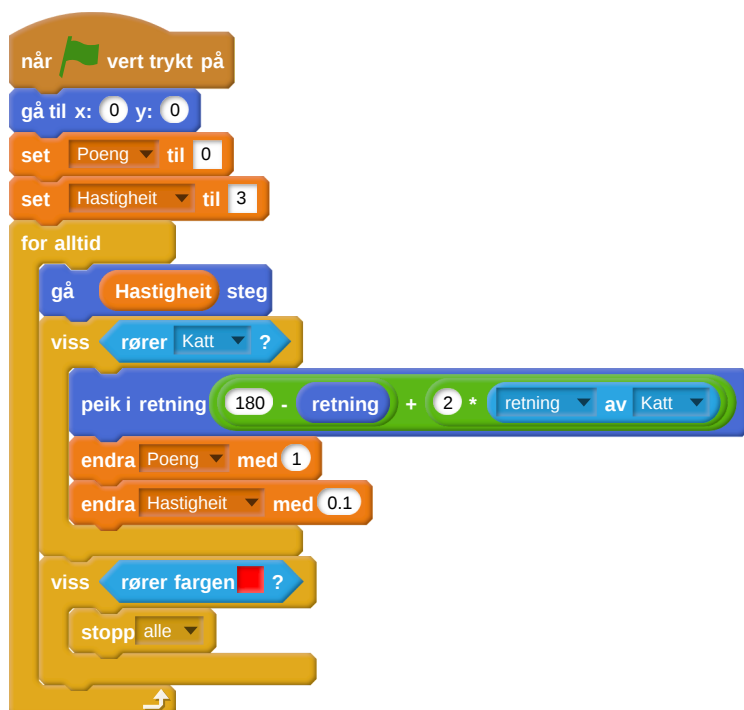 når vert trykt på
gå til x: 0 y: 0
set Poeng til 0
set Hastigheit til 3
for alltid
gå Hastigheit steg
viss rører Katt ?
peik i retning 180 - retning + 2 * retning av Katt
endra Poeng med 1
endra Hastigheit med 0.1
viss rører fargen ?
stopp alle